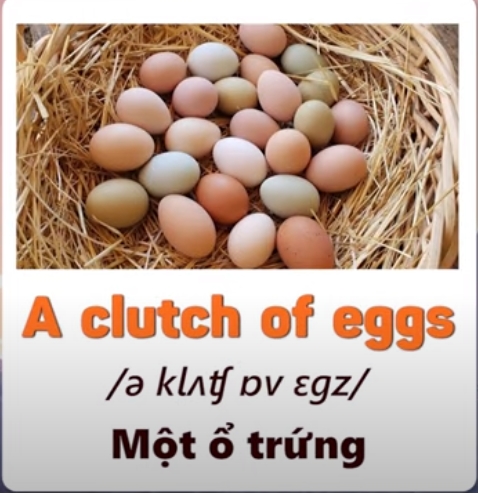 A clutch of eggs
/ə klʌʧ ɒv ɛgz/
Một ổ trứng